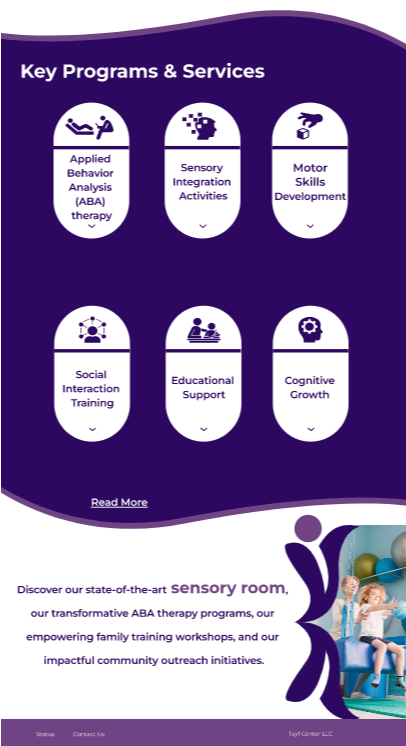 Key Programs & Services
Applied
Behavior
Analysis
(ABA)
therapy
Sensory
Integration
Activities
Motor
Skills
Development
Social
Interaction
Training
Educational
Support
Cognitive
Growth
Read More
Discover our state-of-the-art sensory room,
our transformative ABA therapy programs, our
empowering family training workshops, and our
impactful community outreach initiatives.
Status Contact Us Tayf Center LLC